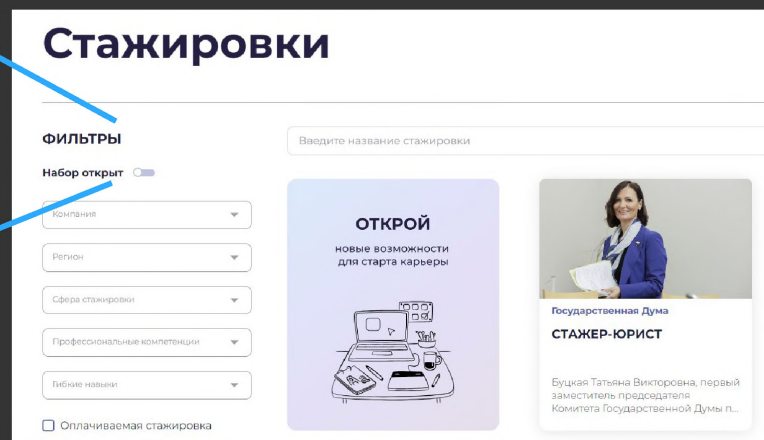 Стажировки
ФИЛЬТРЫ
Набор открыт
Компания
Регион
Сфера стажировки
Профессиональные компетенции
Гибкие навыки
Оплачиваемая стажировка
Введите название стажировки
ОТКРОЙ
новые возможности
для старта карьеры
Государственная Дума
СТАЖЕР-ЮРИСТ
Буцкая Татьяна Викторовна, первый
заместитель председателя
Комитета Государственной Думы п...